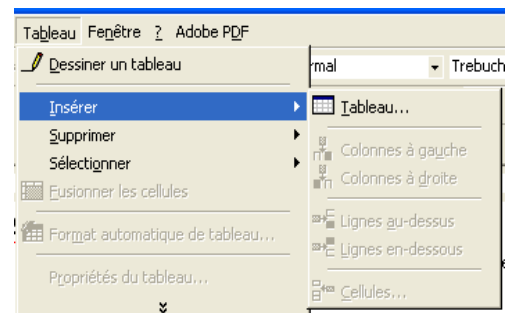 Tableau Fenêtre ? Adobe PDF
Dessiner un tableau
rmal Trebuch
Insérer
Tableau...
Supprimer
Colonnes à gauche
Sélectionner
Colonnes à droite
Fusionner les cellules
Lignes au-dessus
Format automatique de tableau...
Lignes en-dessous
Propriétés du tableau...
Cellules...